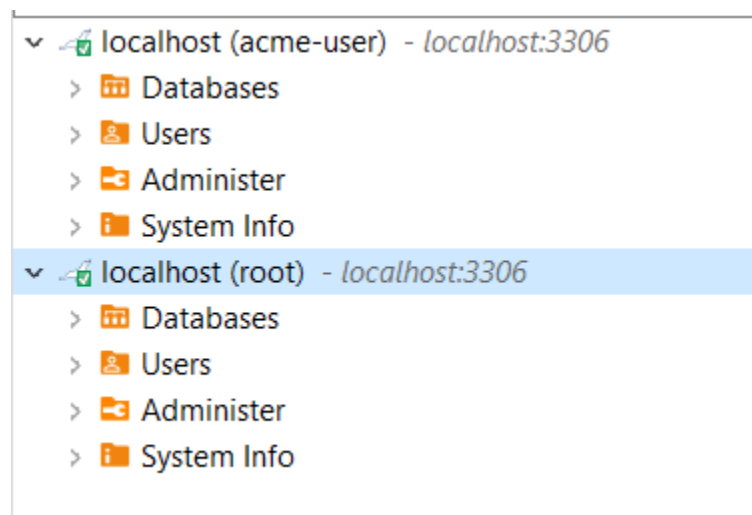 localhost (acme-user) - localhost:3306
Databases
Users
Administer
System Info
localhost (root) - localhost:3306
Databases
Users
Administer
System Info